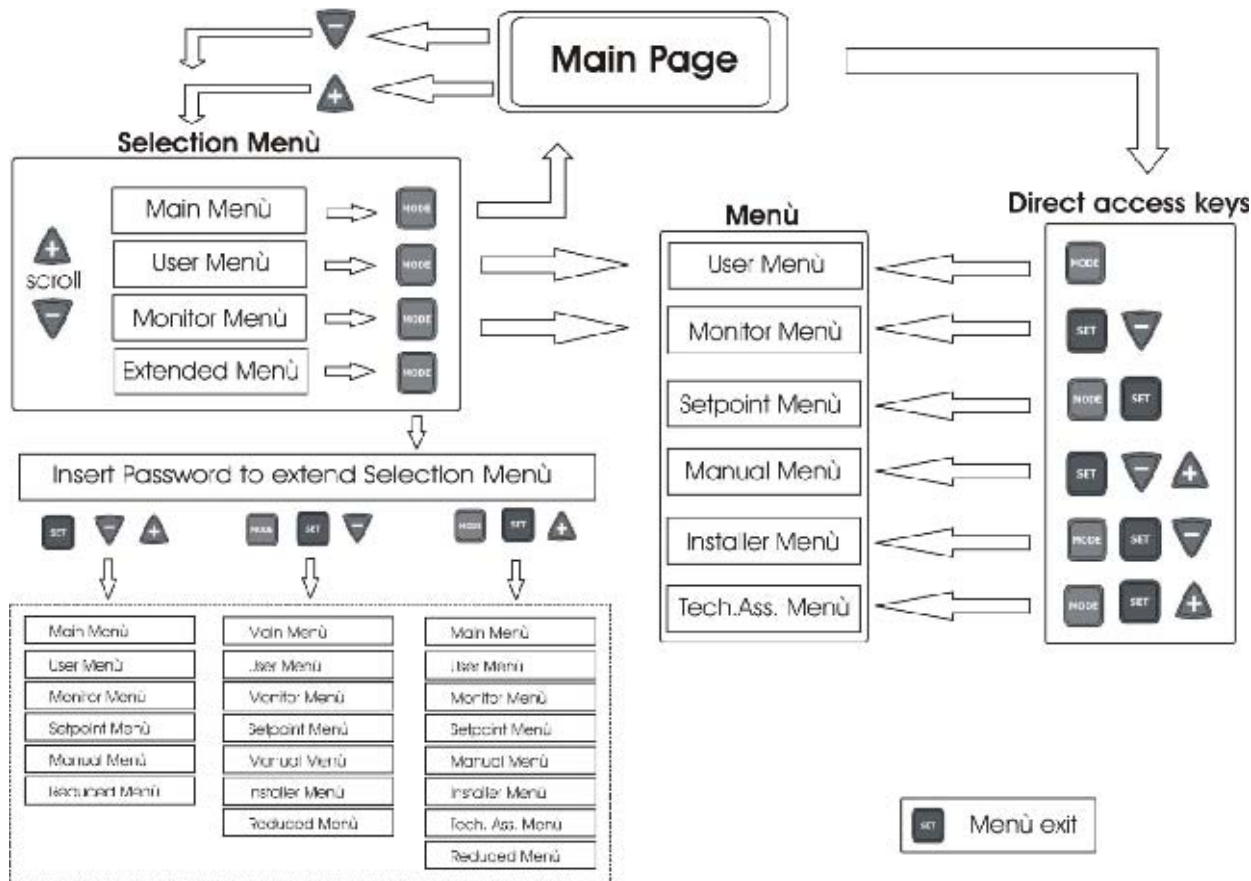 Main Page
−
+
Selection Menù
+
scroll
−
Main Menù
MODE
User Menù
MODE
Monitor Menù
MODE
Extended Menù
MODE
Insert Password to extend Selection Menù
SET − +
MODE SET −
MODE SET +
Main Menù
User Menù
Monitor Menù
Setpoint Menù
Manual Menù
Reduced Menù
Main Menù
User Menù
Monitor Menù
Setpoint Menù
Manual Menù
Installer Menù
Reduced Menù
Main Menù
User Menù
Monitor Menù
Setpoint Menù
Manual Menù
Installer Menù
Tech. Ass. Menù
Reduced Menù
Menù
User Menù
Monitor Menù
Setpoint Menù
Manual Menù
Installer Menù
Tech.Ass. Menù
Direct access keys
MODE
SET −
MODE SET
SET − +
MODE SET −
MODE SET +
SET Menù exit